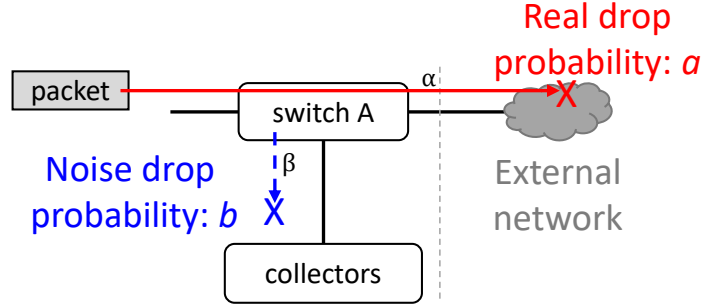 Real drop
probability: a
α
packet
switch A
X
β
Noise drop
probability: b
X
External
network
collectors